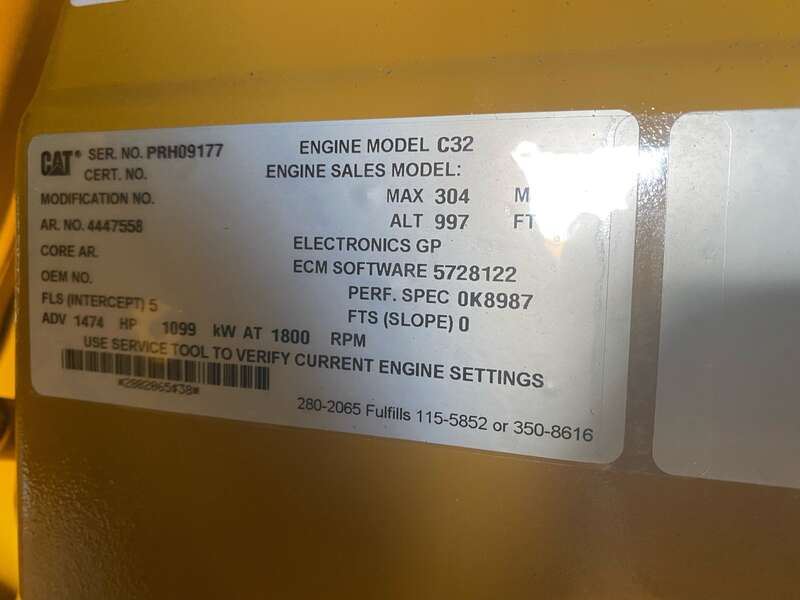 CAT® SER. NO. PRH09177 ENGINE MODEL C32
CERT. NO. ENGINE SALES MODEL:
MODIFICATION NO. MAX 304 M
AR. NO. 4447558 ALT 997 FT
CORE AR. ELECTRONICS GP
OEM NO. ECM SOFTWARE 5728122
FLS (INTERCEPT) 5 PERF. SPEC 0K8987
ADV 1474 HP 1099 kW AT 1800 RPM FTS (SLOPE) 0
USE SERVICE TOOL TO VERIFY CURRENT ENGINE SETTINGS
*2802065$38*
280-2065 Fulfills 115-5852 or 350-8616